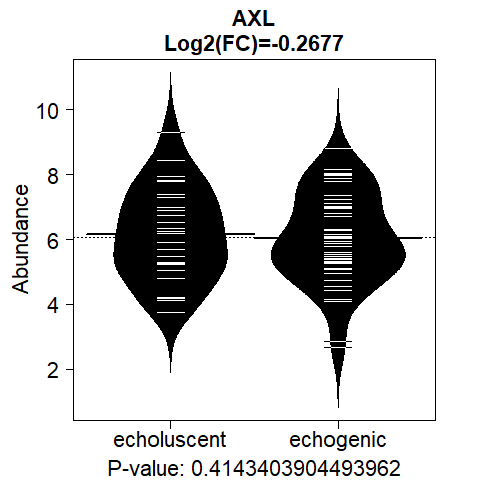 AXL
Log2(FC)=-0.2677
Abundance
10
8
6
4
2
echoluscent echogenic
P-value: 0.4143403904493962